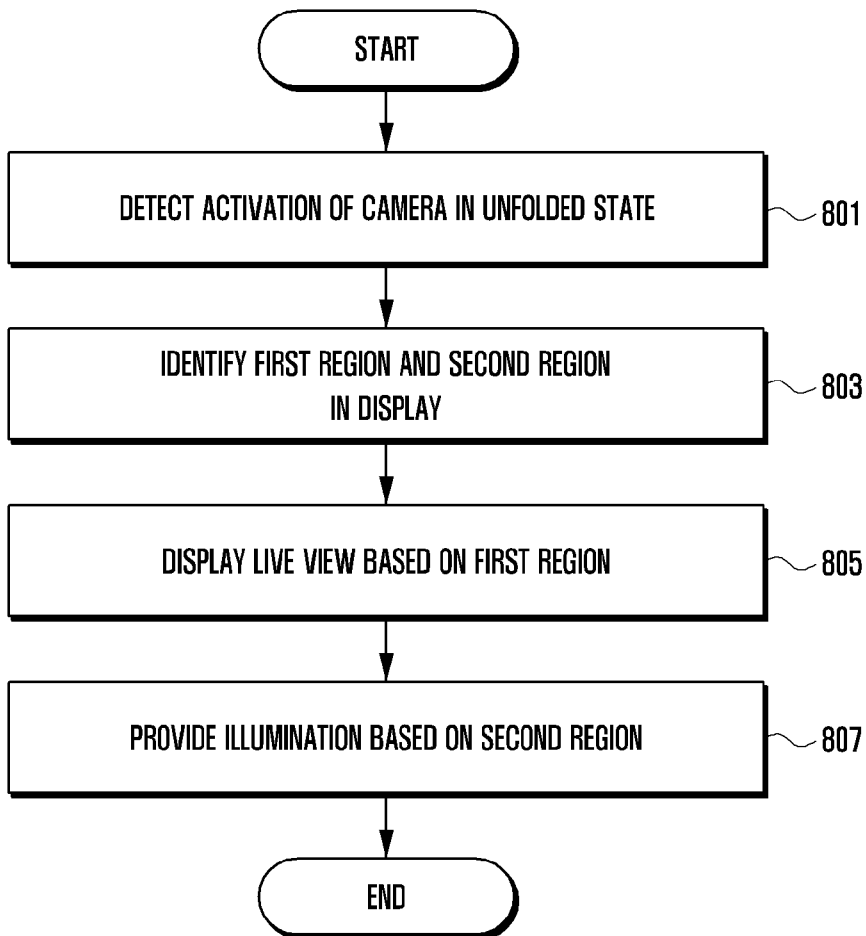 START
DETECT ACTIVATION OF CAMERA IN UNFOLDED STATE
801
IDENTIFY FIRST REGION AND SECOND REGION
IN DISPLAY
803
DISPLAY LIVE VIEW BASED ON FIRST REGION
805
PROVIDE ILLUMINATION BASED ON SECOND REGION
807
END